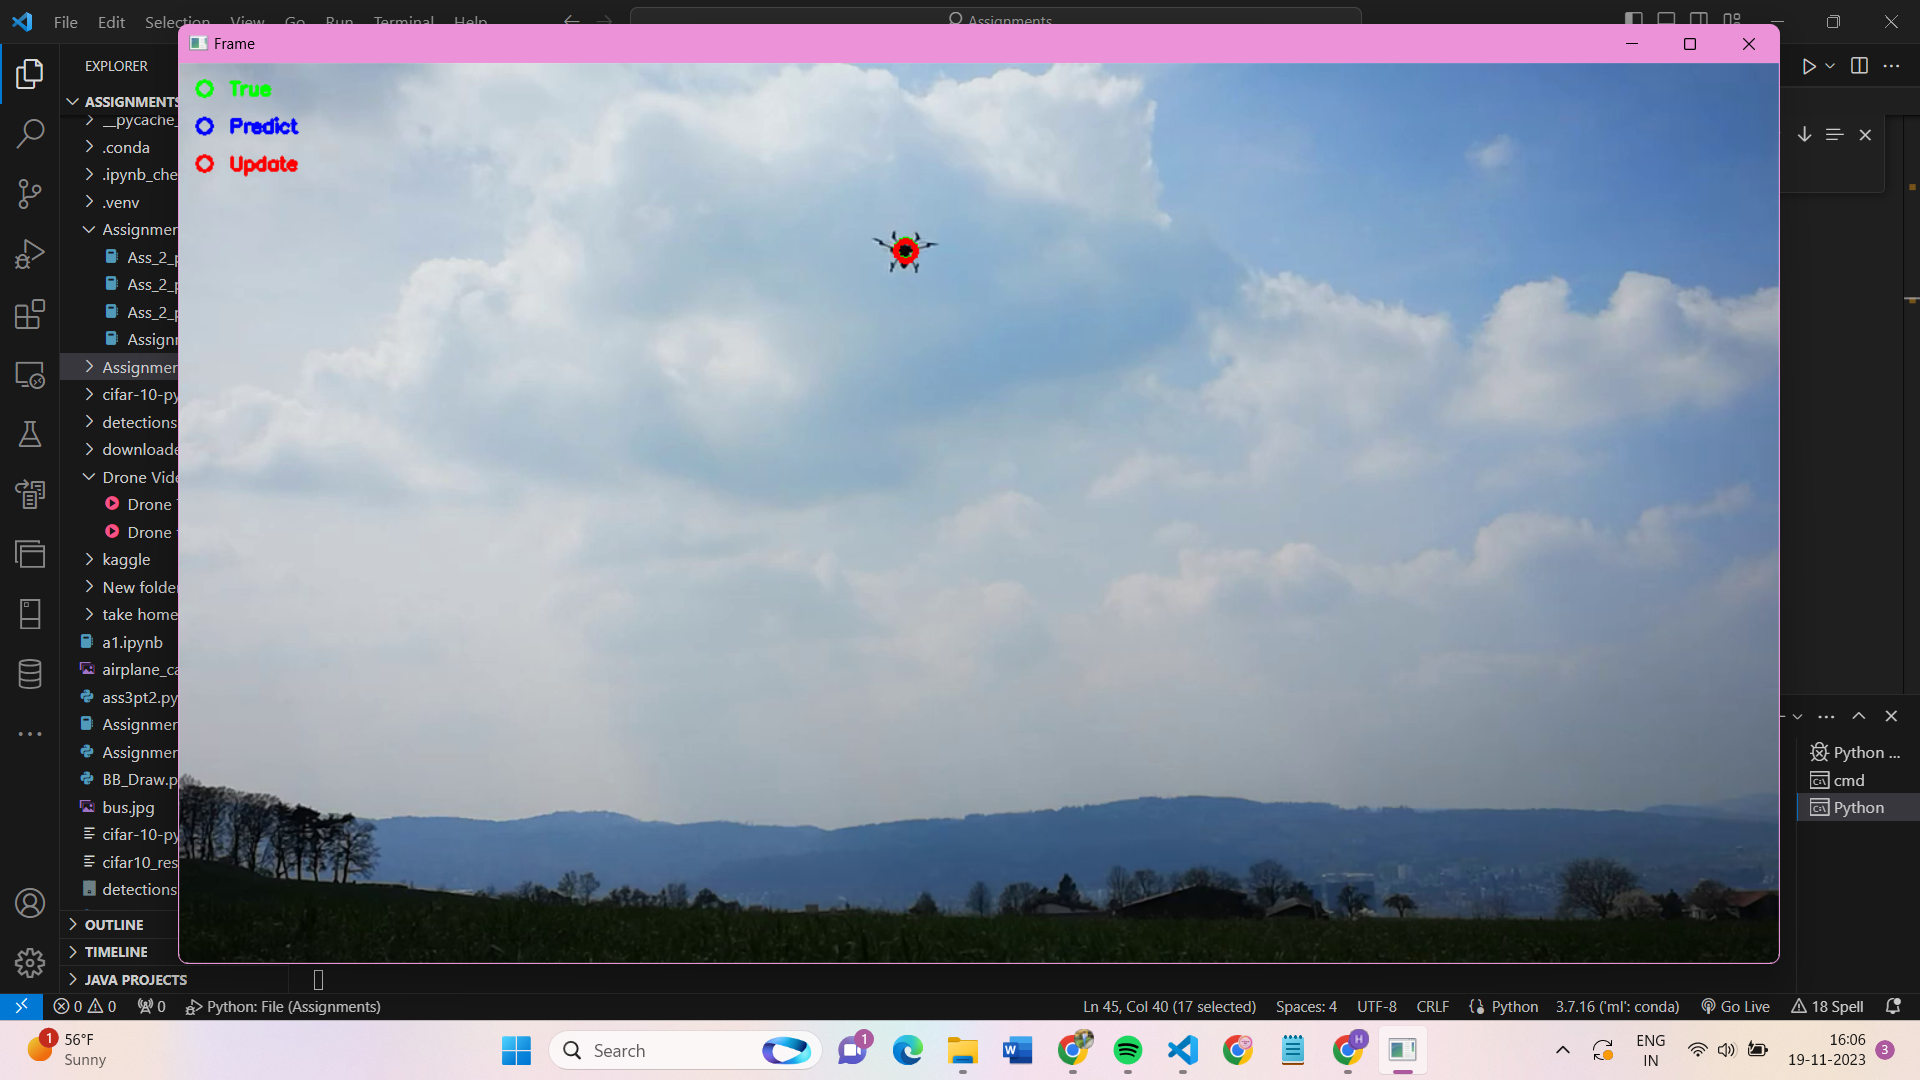 File Edit Selection View Go Run Terminal Help
Assignments
Frame
EXPLORER
True
Predict
Update
ASSIGNMENTS
__pycache_
.conda
.ipynb_che
.venv
Assignmer
Ass_2_p
Ass_2_p
Ass_2_p
Assignr
Assignmer
cifar-10-py
detections
downloade
Drone Vide
Drone
Drone
kaggle
New folde
take home
a1.ipynb
airplane_ca
ass3pt2.py
Assignmer
Assignmer
BB_Draw.p
bus.jpg
cifar-10-py
cifar10_res
detections
OUTLINE
TIMELINE
JAVA PROJECTS
Python ...
cmd
Python
0 0 0 Python: File (Assignments) Ln 45, Col 40 (17 selected) Spaces: 4 UTF-8 CRLF Python 3.7.16 ('ml': conda) Go Live 18 Spell
1 56°F
Sunny
Search
1
H
ENG
IN
16:06
19-11-2023
3